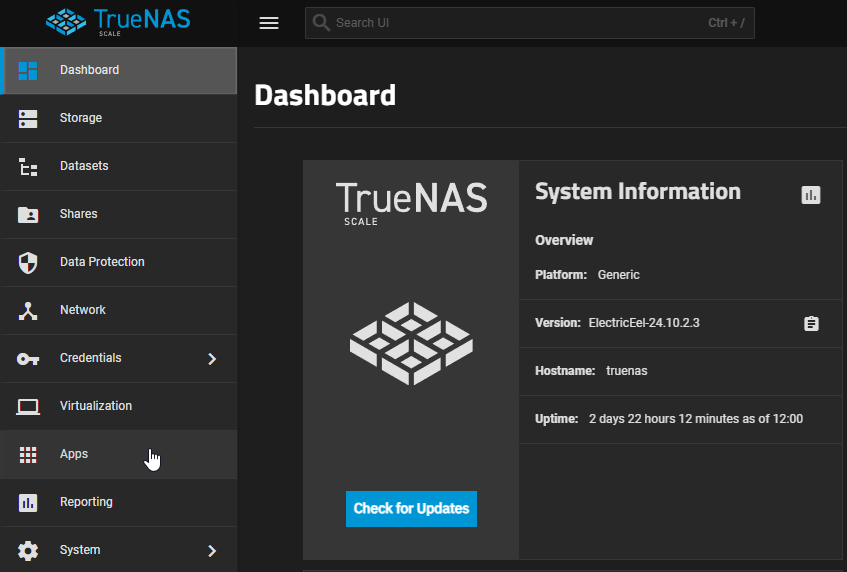 TrueNAS
SCALE
Search UI
Ctrl + /
Dashboard
Storage
Datasets
Shares
Data Protection
Network
Credentials
Virtualization
Apps
Reporting
System
Dashboard
TrueNAS
SCALE
Check for Updates
System Information
Overview
Platform: Generic
Version: ElectricEel-24.10.2.3
Hostname: truenas
Uptime: 2 days 22 hours 12 minutes as of 12:00